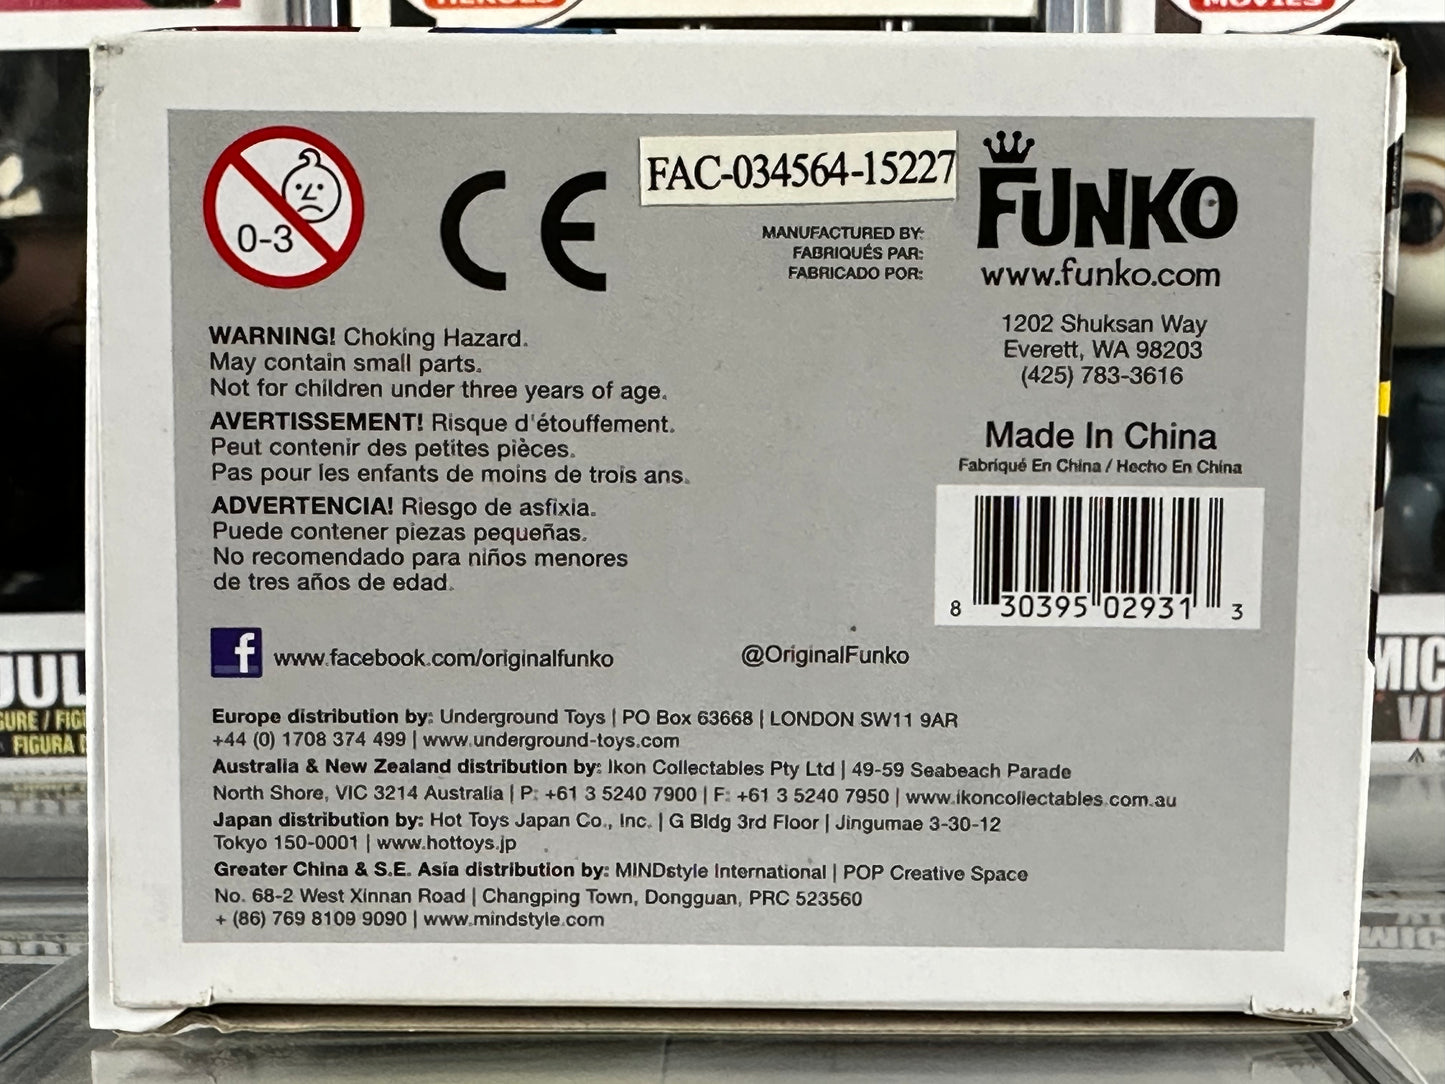 HEROES
MOVIES
0-3
CE
FAC-034564-15227
MANUFACTURED BY:
FABRIQUÉS PAR:
FABRICADO POR:
FUNKO
www.funko.com
1202 Shuksan Way
Everett, WA 98203
(425) 783-3616
WARNING! Choking Hazard.
May contain small parts.
Not for children under three years of age.
AVERTISSEMENT! Risque d'étouffement.
Peut contenir des petites pièces.
Pas pour les enfants de moins de trois ans.
ADVERTENCIA! Riesgo de asfixia.
Puede contener piezas pequeñas.
No recomendado para niños menores
de tres años de edad.
Made In China
Fabriqué En China / Hecho En China
8 30395 02931 3
f www.facebook.com/originalfunko
@OriginalFunko
Europe distribution by: Underground Toys | PO Box 63668 | LONDON SW11 9AR
+44 (0) 1708 374 499 | www.underground-toys.com
Australia & New Zealand distribution by: Ikon Collectables Pty Ltd | 49-59 Seabeach Parade
North Shore, VIC 3214 Australia | P: +61 3 5240 7900 | F: +61 3 5240 7950 | www.ikoncollectables.com.au
Japan distribution by: Hot Toys Japan Co., Inc. | G Bldg 3rd Floor | Jingumae 3-30-12
Tokyo 150-0001 | www.hottoys.jp
Greater China & S.E. Asia distribution by: MINDstyle International | POP Creative Space
No. 68-2 West Xinnan Road | Changping Town, Dongguan, PRC 523560
+ (86) 769 8109 9090 | www.mindstyle.com